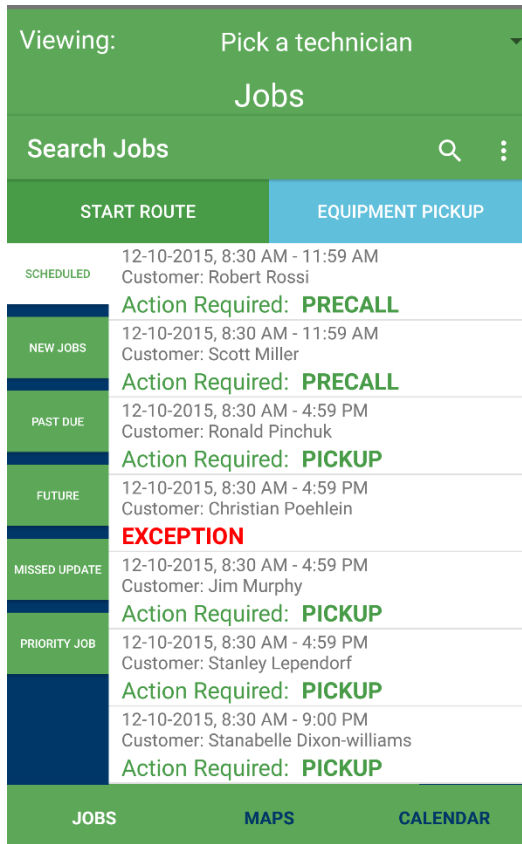 Viewing: Pick a technician
Jobs
Search Jobs
START ROUTE
EQUIPMENT PICKUP
SCHEDULED
NEW JOBS
PAST DUE
FUTURE
MISSED UPDATE
PRIORITY JOB
12-10-2015, 8:30 AM - 11:59 AM
Customer: Robert Rossi
Action Required: PRECALL
12-10-2015, 8:30 AM - 11:59 AM
Customer: Scott Miller
Action Required: PRECALL
12-10-2015, 8:30 AM - 4:59 PM
Customer: Ronald Pinchuk
Action Required: PICKUP
12-10-2015, 8:30 AM - 4:59 PM
Customer: Christian Poehlein
EXCEPTION
12-10-2015, 8:30 AM - 4:59 PM
Customer: Jim Murphy
Action Required: PICKUP
12-10-2015, 8:30 AM - 4:59 PM
Customer: Stanley Lependorf
Action Required: PICKUP
12-10-2015, 8:30 AM - 9:00 PM
Customer: Stanabelle Dixon-williams
Action Required: PICKUP
JOBS
MAPS
CALENDAR